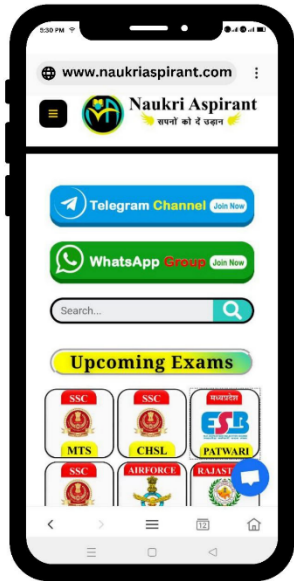 5:30 PM
www.naukriaspirant.com
Naukri Aspirant
सपनों को दें उड़ान
Telegram Channel Join Now
WhatsApp Group Join Now
Search...
Upcoming Exams
SSC SSC मध्यप्रदेश
ESB
MTS CHSL PATWARI
SSC AIRFORCE RAJAST
12